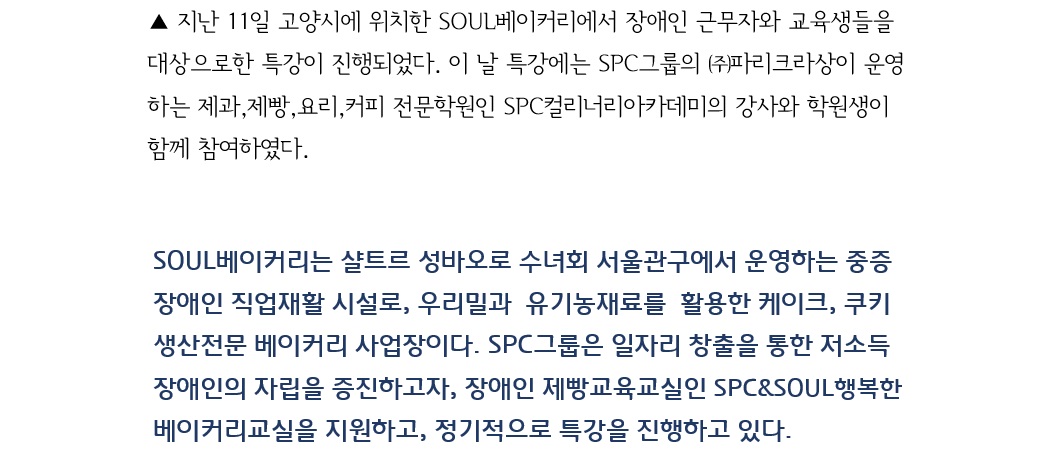 ▲ 지난 11일 고양시에 위치한 SOUL베이커리에서 장애인 근무자와 교육생들을
대상으로한 특강이 진행되었다. 이 날 특강에는 SPC그룹의 ㈜파리크라상이 운영
하는 제과,제빵,요리,커피 전문학원인 SPC컬리너리아카데미의 강사와 학원생이
함께 참여하였다.
SOUL베이커리는 샬트르 성바오로 수녀회 서울관구에서 운영하는 중증
장애인 직업재활 시설로, 우리밀과 유기농재료를 활용한 케이크, 쿠키
생산전문 베이커리 사업장이다. SPC그룹은 일자리 창출을 통한 저소득
장애인의 자립을 증진하고자, 장애인 제빵교육교실인 SPC&SOUL행복한
베이커리교실을 지원하고, 정기적으로 특강을 진행하고 있다.